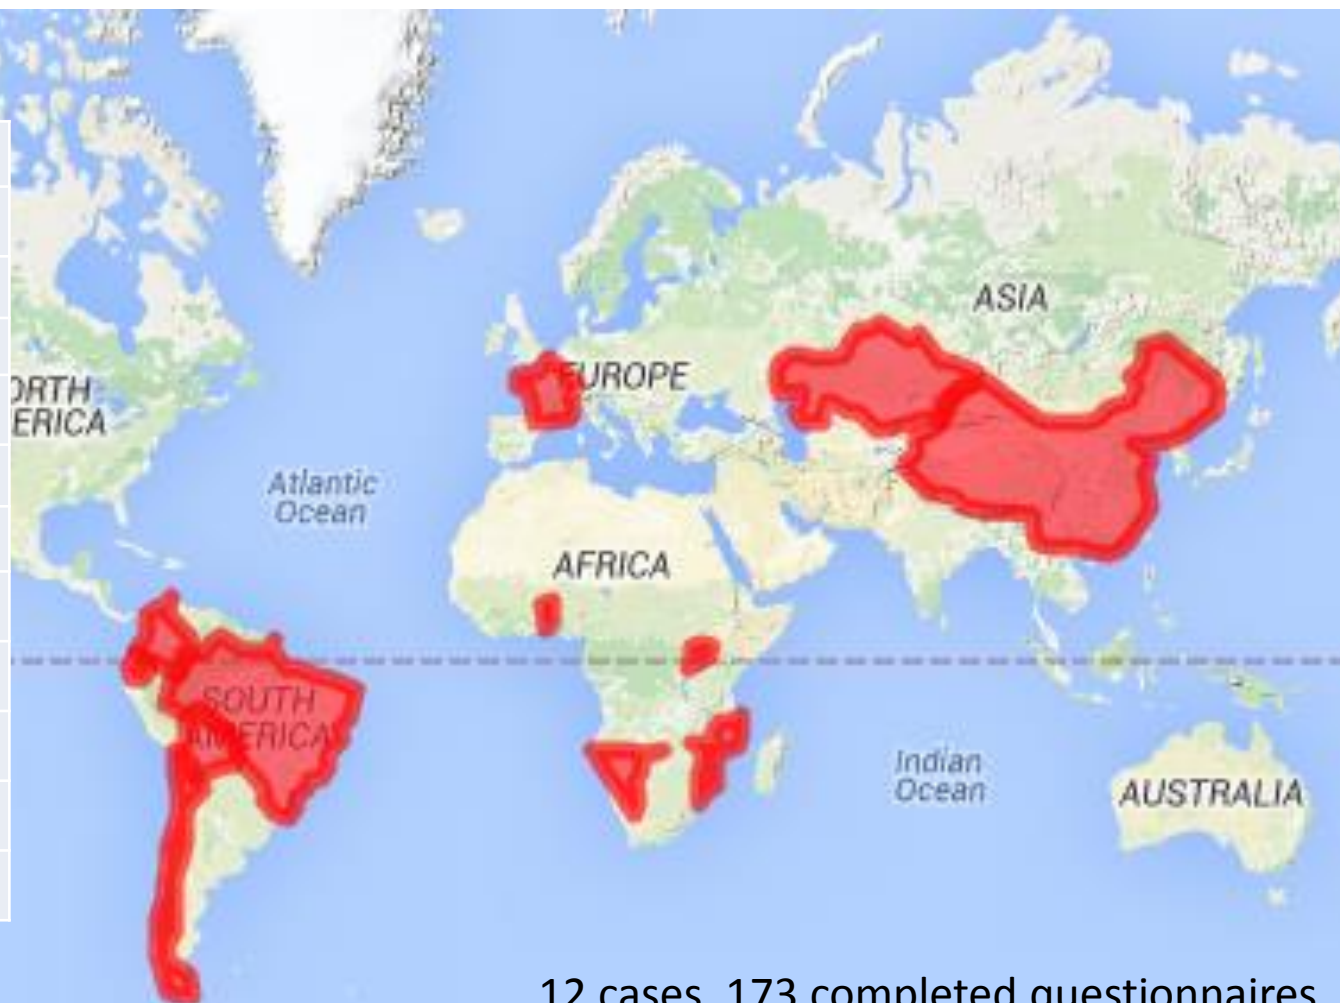 ASIA
EUROPE
ORTH
ERICA
Atlantic
Ocean
AFRICA
SOUTH
AMERICA
Indian
Ocean
AUSTRALIA
12 cases, 173 completed questionnaires